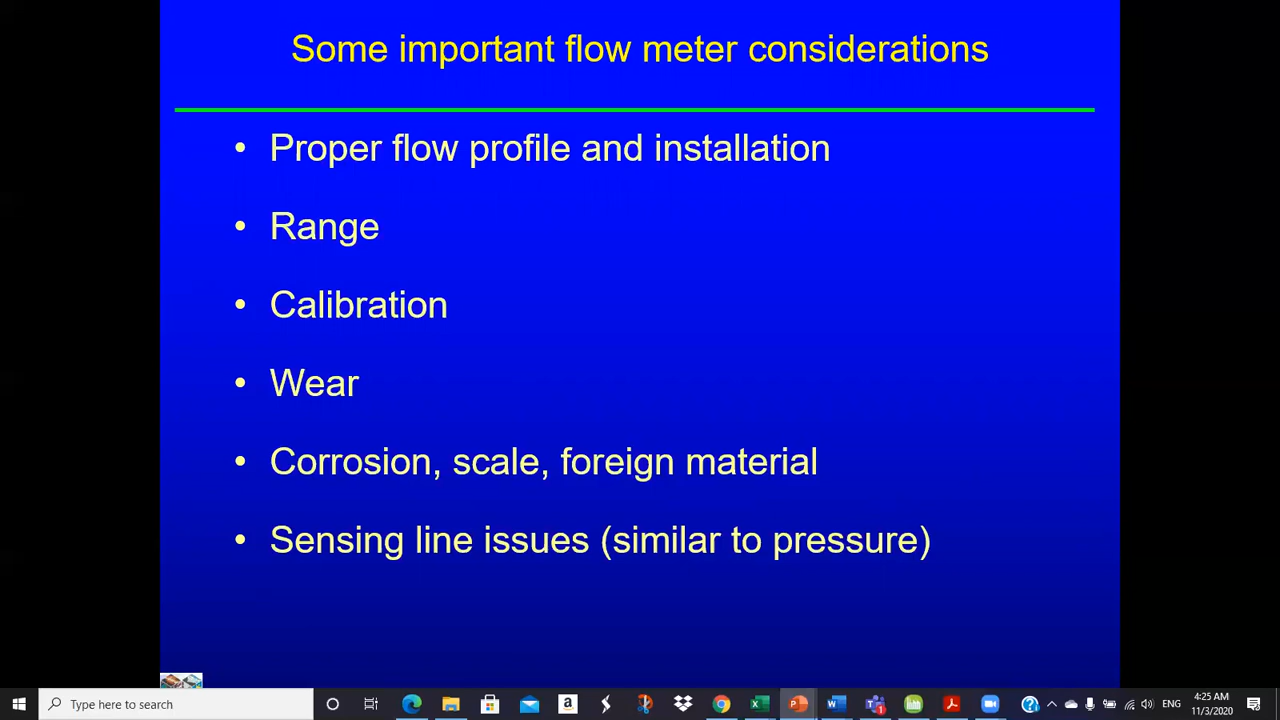 Some important flow meter considerations
• Proper flow profile and installation
• Range
• Calibration
• Wear
• Corrosion, scale, foreign material
• Sensing line issues (similar to pressure)
Type here to search
ENG
4:25 AM
11/3/2020